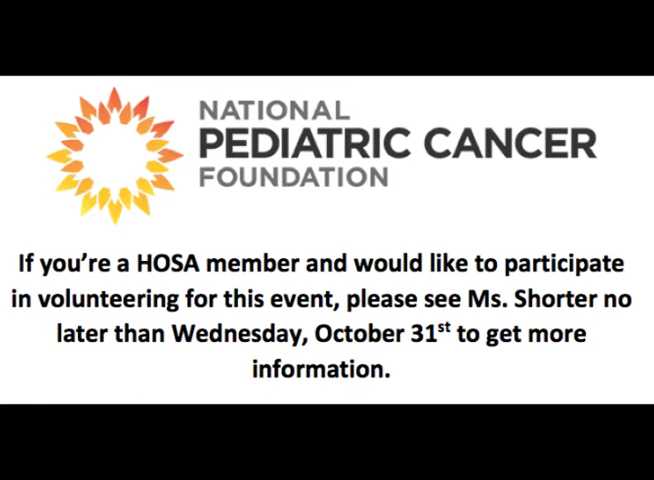 NATIONAL
PEDIATRIC CANCER
FOUNDATION
If you’re a HOSA member and would like to participate
in volunteering for this event, please see Ms. Shorter no
later than Wednesday, October 31st to get more
information.